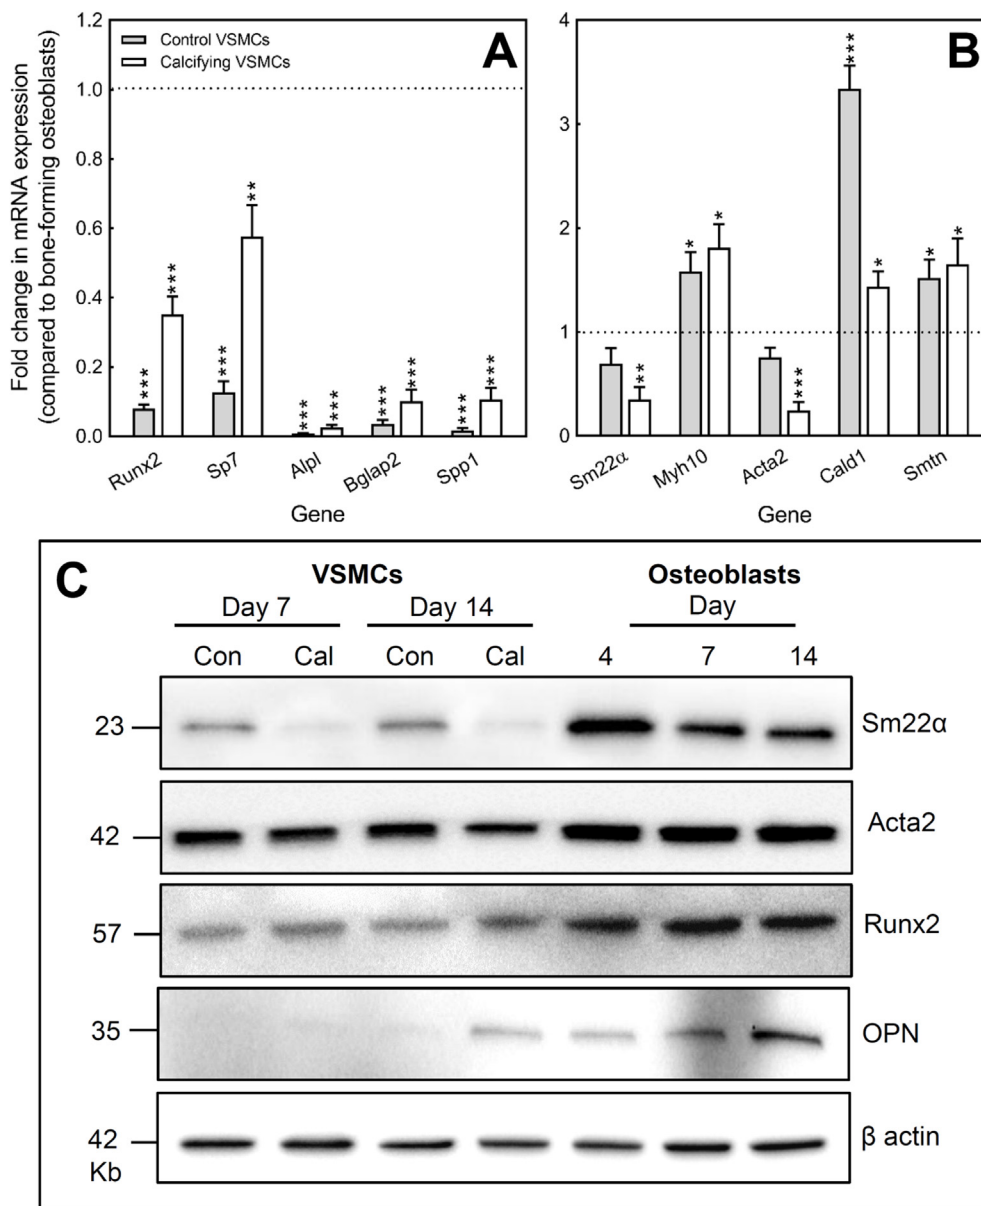 Fold change in mRNA expression
(compared to bone-forming osteoblasts)
1.2
1.0
0.8
0.6
0.4
0.2
0.0
Control VSMCs
Calcifying VSMCs
A
***
***
***
**
***
***
***
***
***
***
Runx2
Sp7
Alpl
Bglap2
Spp1
Gene
4
3
2
1
0
B
**
*
*
***
***
*
*
*
Sm22α
Myh10
Acta2
Cald1
Smtn
Gene
C
VSMCs
Osteoblasts
Day 7
Day 14
Day
Con
Cal
Con
Cal
4
7
14
23
Sm22α
42
Acta2
57
Runx2
35
OPN
42
β actin
Kb